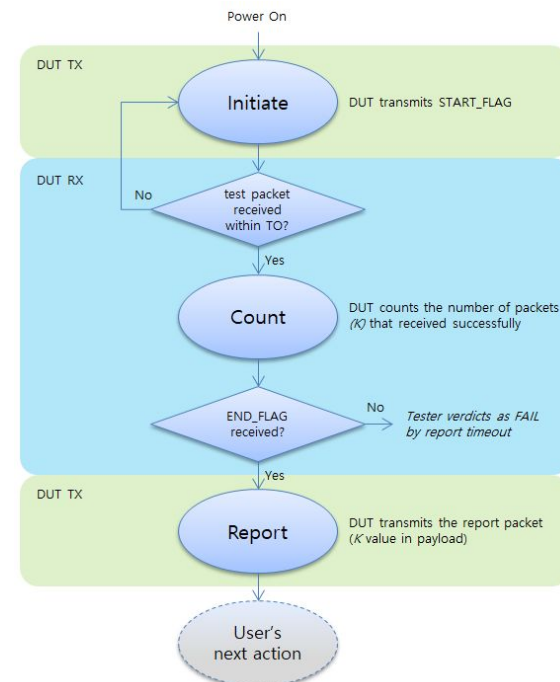 Power On
DUT TX
Initiate
DUT transmits START_FLAG
DUT RX
No
test packet
received
within TO?
Yes
Count
DUT counts the number of packets
(K) that received successfully
END_FLAG
received?
No
Tester verdicts as FAIL
by report timeout
Yes
DUT TX
Report
DUT transmits the report packet
(K value in payload)
User's
next action